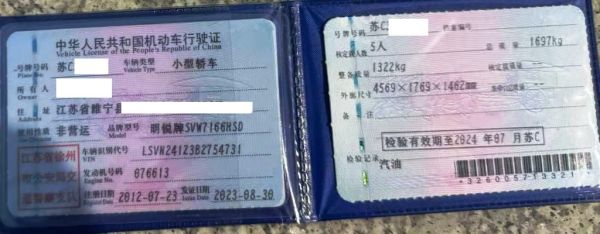 中华人民共和国机动车行驶证
Vehicle License of the People's Republic of China
号牌号码 苏C 车辆类型 小型轿车
Plate No. Vehicle Type
所有人
Owner
住址 江苏省睢宁县
Address
使用性质 非营运 品牌型号 明锐牌SVW7166HSD
Model
江苏省徐州
市公安局交
通警察支队
车辆识别代号 LSVN24123B2754731
VIN
发动机号码 076613
Engine No.
注册日期 2012-07-23 发证日期 2023-08-30
Register Date Issue Date
号牌号码 苏C 档案编号
核定载人数 5人 总质量 1697kg
整备质量 1322kg 核定载质量
外廓尺寸 4569×1769×1462mm 准牵引总质量
备注
检验有效期至2024年07月苏C
检验记录 汽油